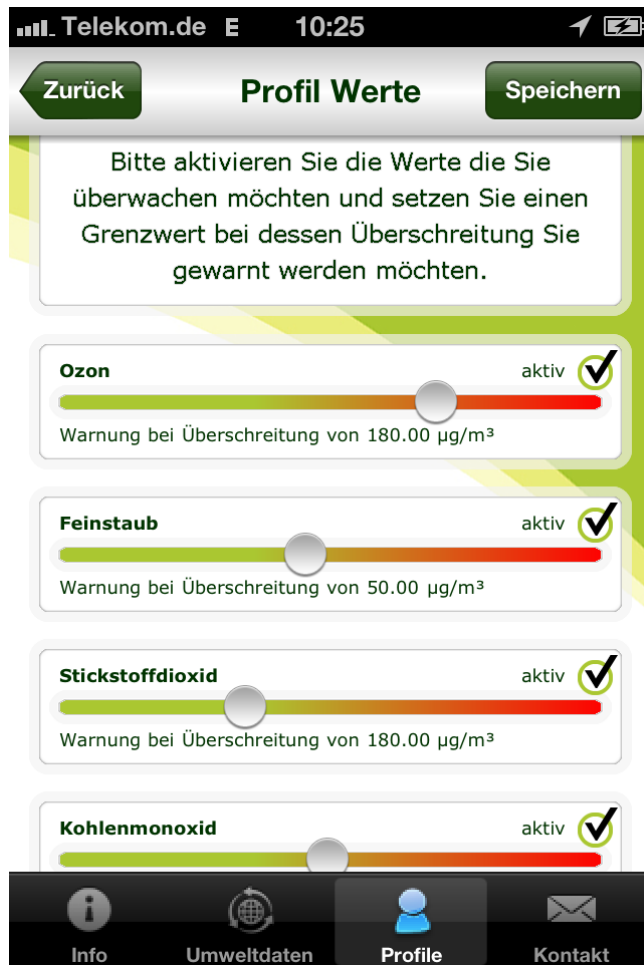 Telekom.de E 10:25
Zurück Profil Werte Speichern
Bitte aktivieren Sie die Werte die Sie
überwachen möchten und setzen Sie einen
Grenzwert bei dessen Überschreitung Sie
gewarnt werden möchten.
Ozon aktiv
Warnung bei Überschreitung von 180.00 µg/m³
Feinstaub aktiv
Warnung bei Überschreitung von 50.00 µg/m³
Stickstoffdioxid aktiv
Warnung bei Überschreitung von 180.00 µg/m³
Kohlenmonoxid aktiv
Info Umweltdaten Profile Kontakt